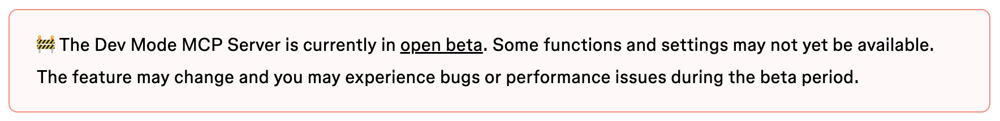 🚧 The Dev Mode MCP Server is currently in open beta. Some functions and settings may not yet be available.
The feature may change and you may experience bugs or performance issues during the beta period.